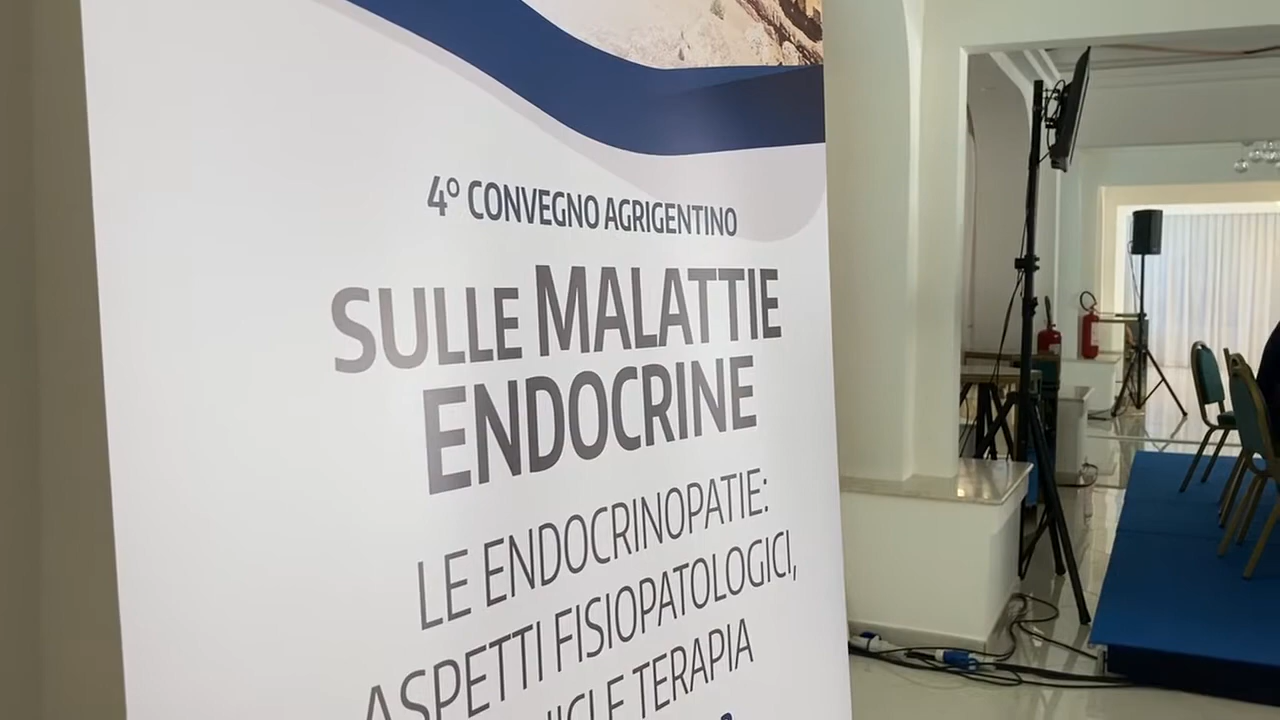 4° CONVEGNO AGRIGENTINO
SULLE MALATTIE
ENDOCRINE
LE ENDOCRINOPATIE:
ASPETTI FISIOPATOLOGICI,
E TERAPIA